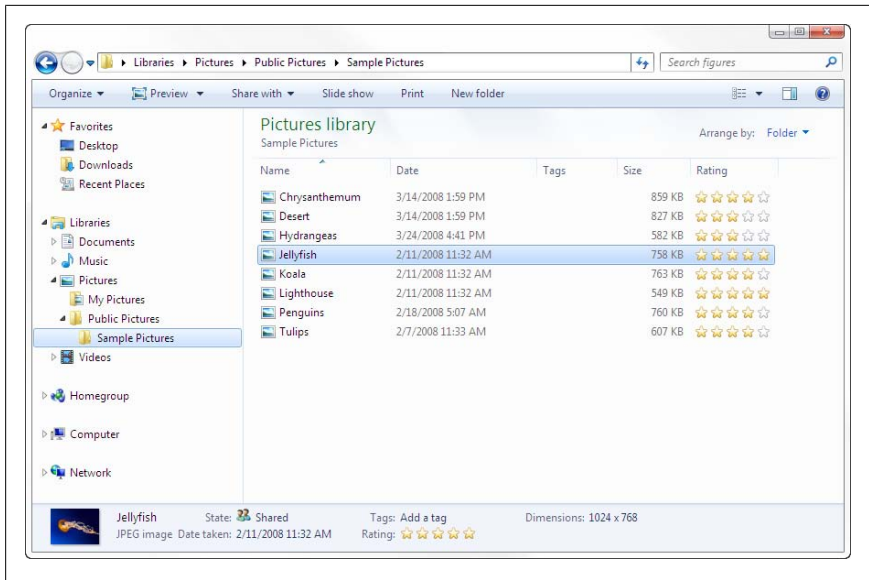 Libraries Pictures Public Pictures Sample Pictures Search figures
Organize Preview Share with Slide show Print New folder
Favorites
Desktop
Downloads
Recent Places
Libraries
Documents
Music
Pictures
My Pictures
Public Pictures
Sample Pictures
Videos
Homegroup
Computer
Network
Pictures library
Sample Pictures
Arrange by: Folder
Name Date Tags Size Rating
Chrysanthemum 3/14/2008 1:59 PM 859 KB
Desert 3/14/2008 1:59 PM 827 KB
Hydrangeas 3/24/2008 4:41 PM 582 KB
Jellyfish 2/11/2008 11:32 AM 758 KB
Koala 2/11/2008 11:32 AM 763 KB
Lighthouse 2/11/2008 11:32 AM 549 KB
Penguins 2/18/2008 5:07 AM 760 KB
Tulips 2/7/2008 11:33 AM 607 KB
Jellyfish State: Shared Tags: Add a tag Dimensions: 1024 x 768
JPEG image Date taken: 2/11/2008 11:32 AM Rating: